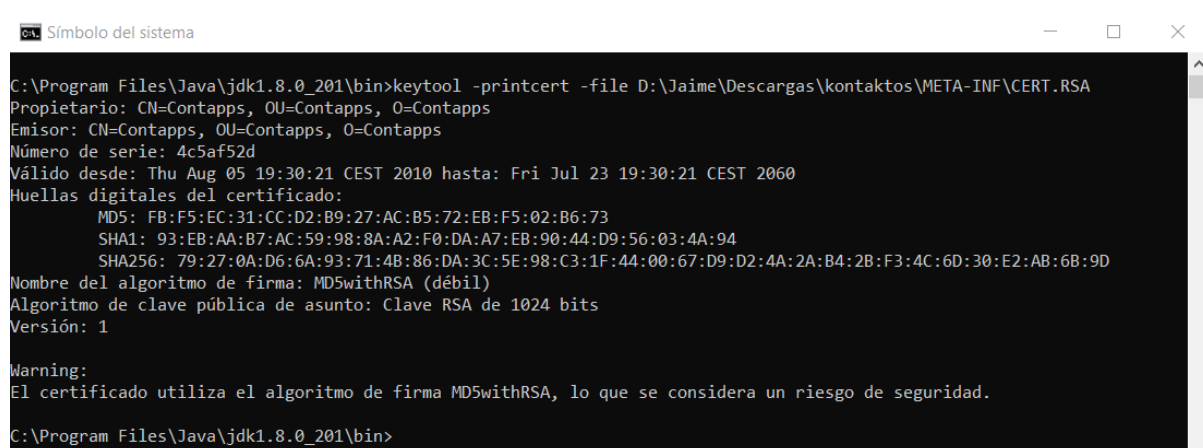 Símbolo del sistema
C:\Program Files\Java\jdk1.8.0_201\bin>keytool -printcert -file D:\Jaime\Descargas\kontaktos\META-INF\CERT.RSA
Propietario: CN=Contapps, OU=Contapps, O=Contapps
Emisor: CN=Contapps, OU=Contapps, O=Contapps
Número de serie: 4c5af52d
Válido desde: Thu Aug 05 19:30:21 CEST 2010 hasta: Fri Jul 23 19:30:21 CEST 2060
Huellas digitales del certificado:
MD5: FB:F5:EC:31:CC:D2:B9:27:AC:B5:72:EB:F5:02:B6:73
SHA1: 93:EB:AA:B7:AC:59:98:8A:A2:F0:DA:A7:EB:90:44:D9:56:03:4A:94
SHA256: 79:27:0A:D6:6A:93:71:4B:86:DA:3C:5E:98:C3:1F:44:00:67:D9:D2:4A:2A:B4:2B:F3:4C:6D:30:E2:AB:6B:9D
Nombre del algoritmo de firma: MD5withRSA (débil)
Algoritmo de clave pública de asunto: Clave RSA de 1024 bits
Versión: 1
Warning:
El certificado utiliza el algoritmo de firma MD5withRSA, lo que se considera un riesgo de seguridad.
C:\Program Files\Java\jdk1.8.0_201\bin>